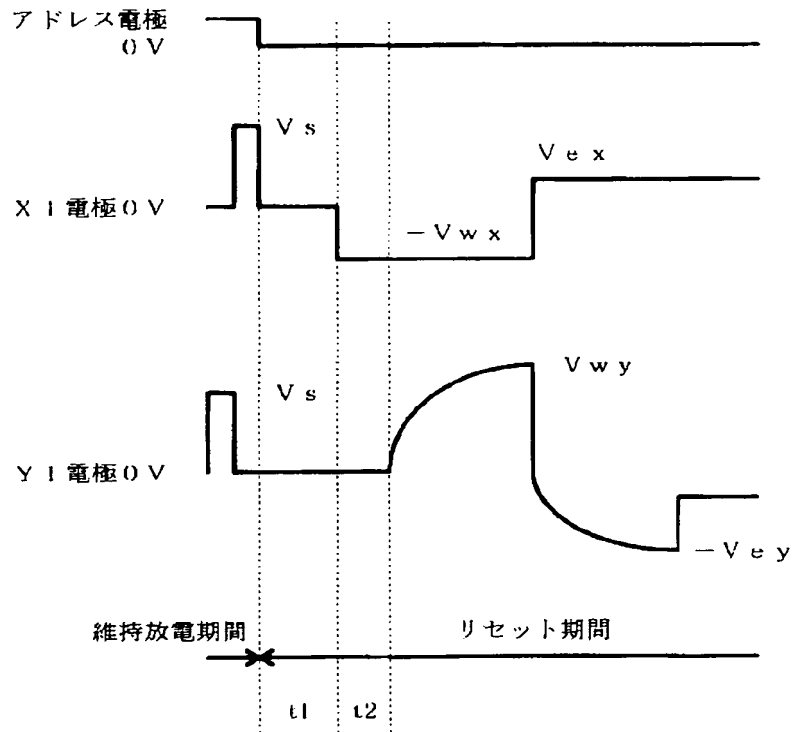 アドレス電極
0V
Vs
Vex
X1電極0V
-Vwx
Vwy
Vs
Y1電極0V
-Vey
維持放電期間
リセット期間
t1
t2